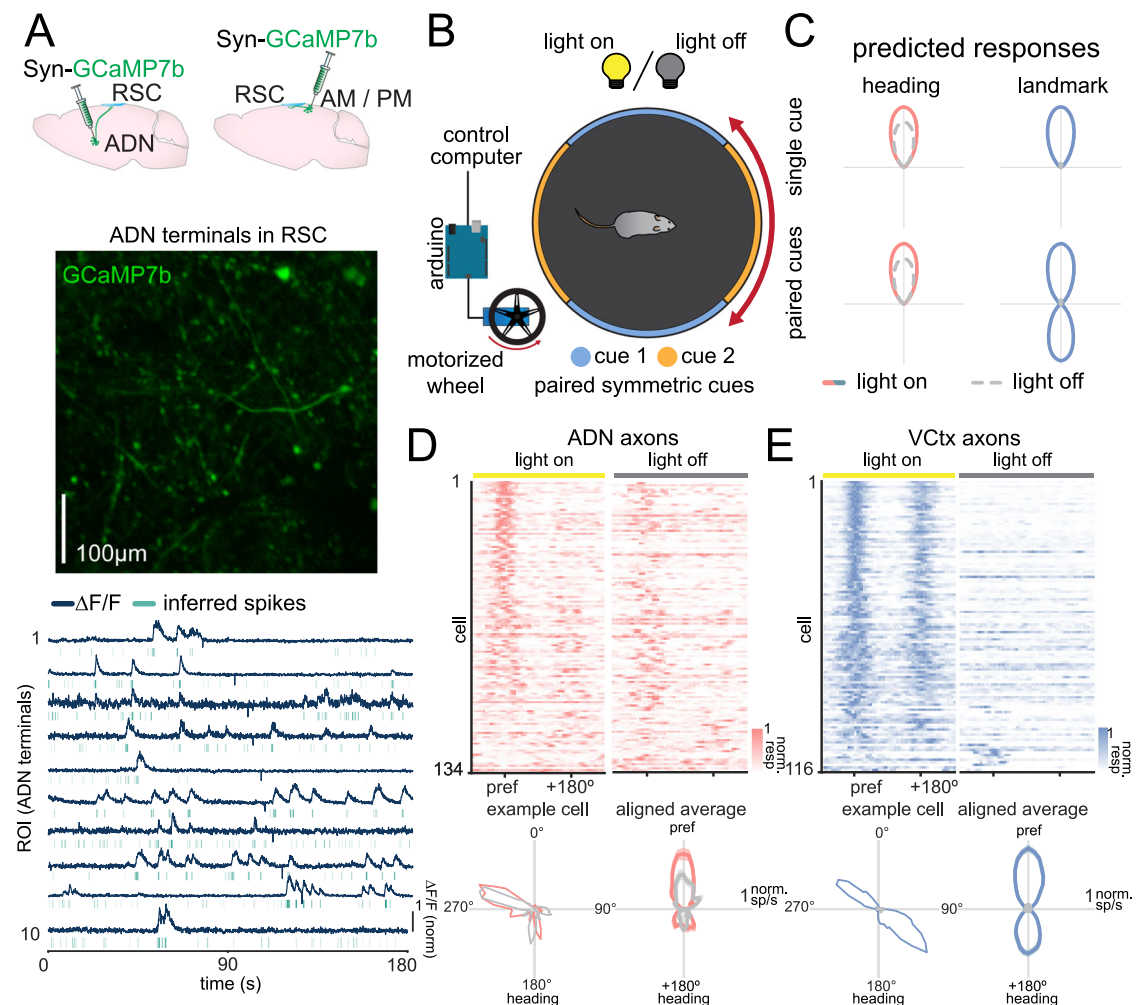 A
Syn-GCaMP7b
Syn-GCaMP7b
RSC
ADN
RSC
AM / PM
ADN terminals in RSC
GCaMP7b
100µm
ΔF/F
inferred spikes
1
10
ROI (ADN terminals)
1
ΔF/F (norm)
0
90
180
time (s)
B
light on
light off
control
computer
arduino
motorized
wheel
cue 1
cue 2
paired symmetric cues
C
predicted responses
heading
landmark
single cue
paired cues
light on
light off
D
ADN axons
light on
light off
1
cell
134
1
norm.
resp.
pref
+180º
example cell
aligned average
0°
270°
90°
180°
heading
pref
1 norm.
sp/s
+180°
heading
E
VCtx axons
light on
light off
1
cell
116
1
norm.
resp.
pref
+180º
example cell
aligned average
0°
270°
90°
180°
heading
pref
1 norm.
sp/s
+180°
heading